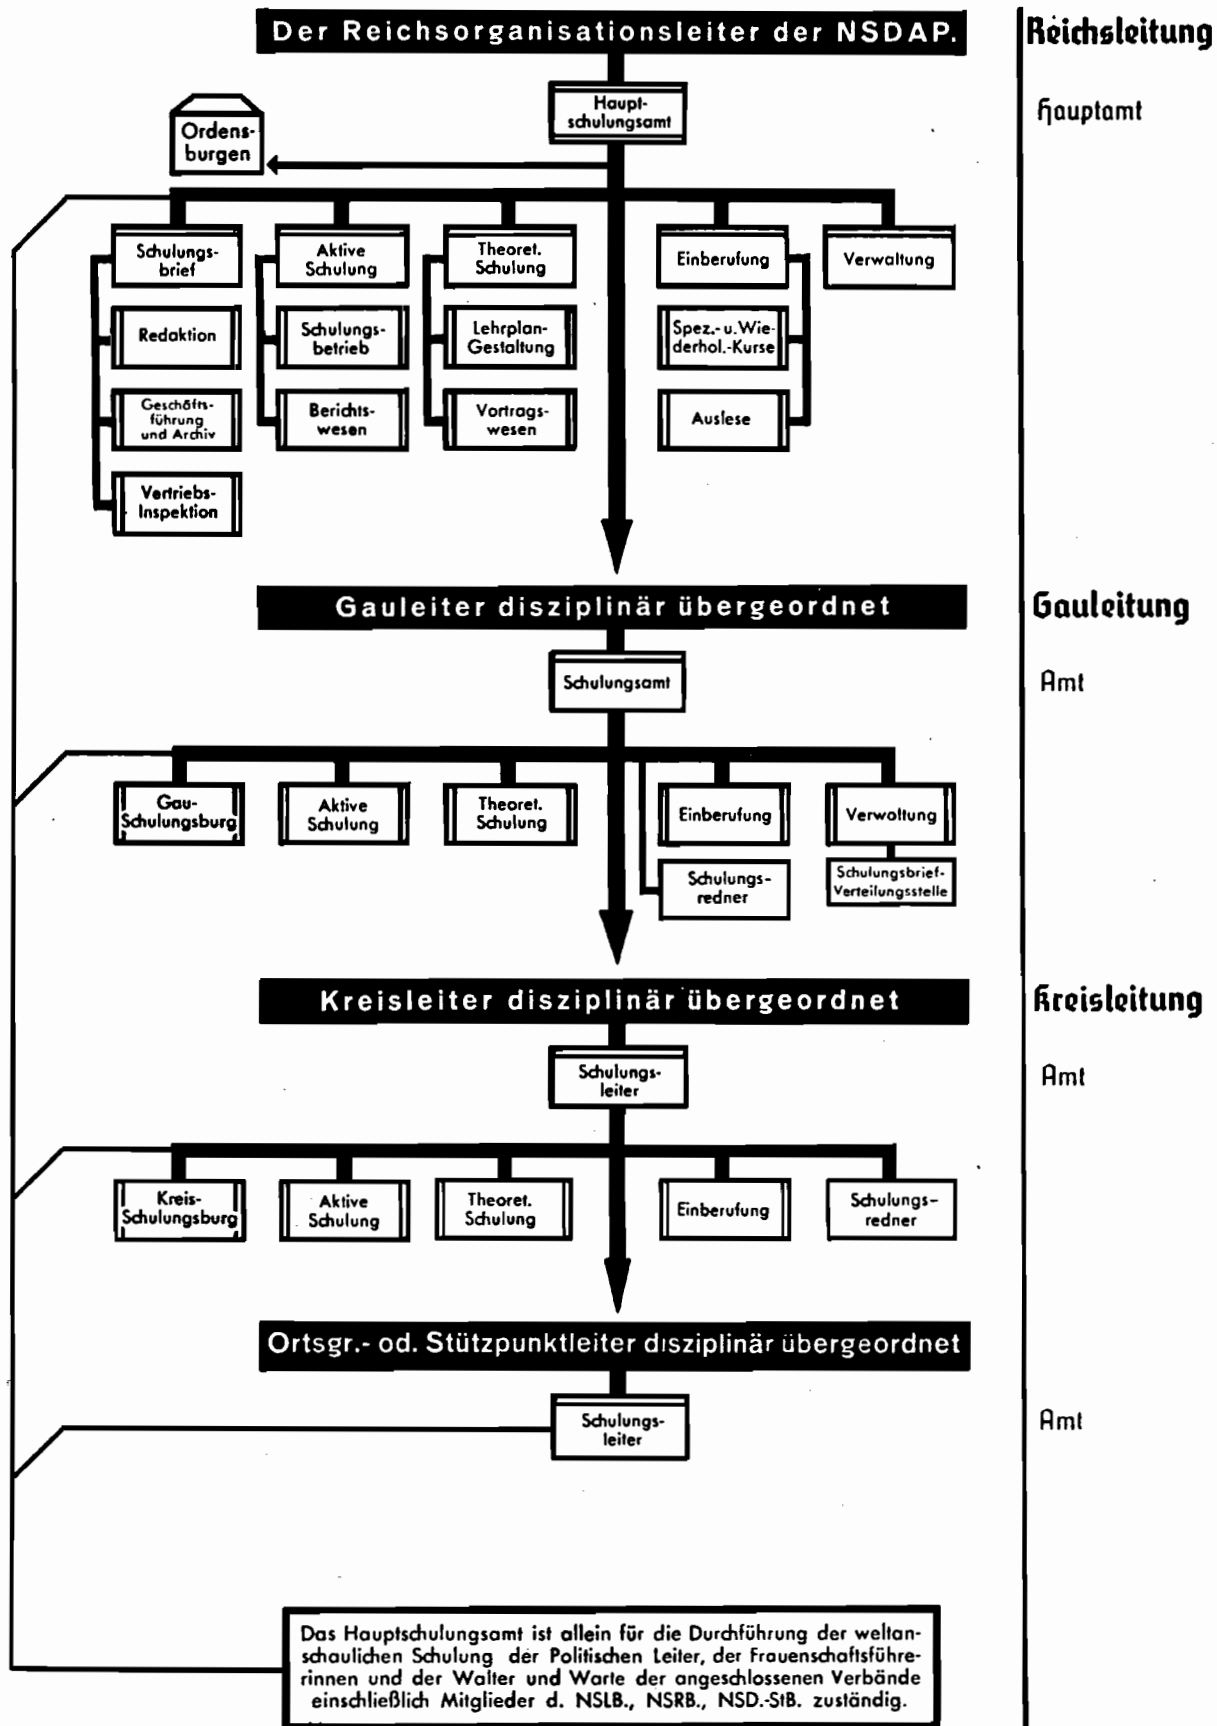 Der Reichsorganisationsleiter der NSDAP.
Reichsleitung
Haupt-
schulungsamt
Hauptamt
Ordens-
burgen
Schulungs-
brief
Aktive
Schulung
Theoret.
Schulung
Einberufung
Verwaltung
Redaktion
Schulungs-
betrieb
Lehrplan-
Gestaltung
Spez.- u. Wie-
derhol.-Kurse
Geschäfts-
führung
und Archiv
Berichts-
wesen
Vortrags-
wesen
Auslese
Vertriebs-
Inspektion
Gauleiter disziplinär übergeordnet
Gauleitung
Schulungsamt
Amt
Gau-
Schulungsburg
Aktive
Schulung
Theoret.
Schulung
Einberufung
Verwaltung
Schulungs-
redner
Schulungsbrief-
Verteilungsstelle
Kreisleiter disziplinär übergeordnet
Kreisleitung
Schulungs-
leiter
Amt
Kreis-
Schulungsburg
Aktive
Schulung
Theoret.
Schulung
Einberufung
Schulungs-
redner
Ortsgr.- od. Stützpunktleiter disziplinär übergeordnet
Schulungs-
leiter
Amt
Das Hauptschulungsamt ist allein für die Durchführung der weltan-
schaulichen Schulung der Politischen Leiter, der Frauenschaftsführe-
rinnen und der Walter und Warte der angeschlossenen Verbände
einschließlich Mitglieder d. NSLB., NSRB., NSD.-StB. zuständig.